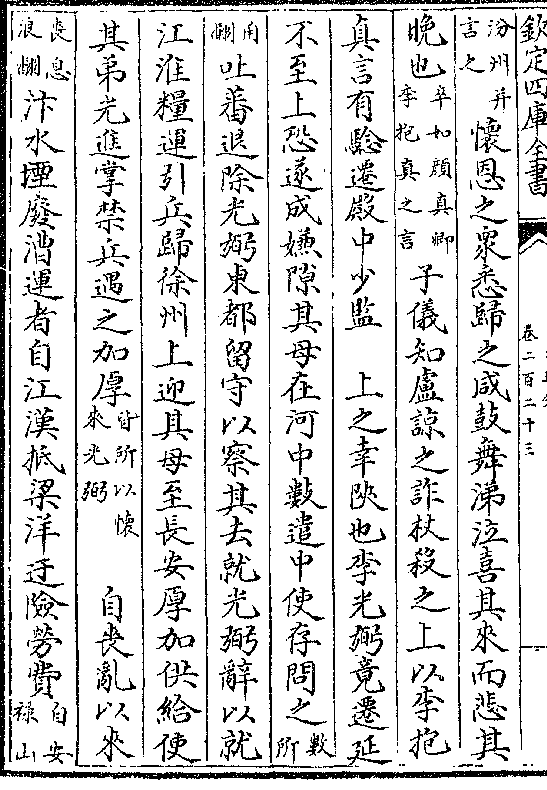 欽定四庫全書
卷二百二十三
汾州并言之懷恩之衆悉歸之咸鼓舞涕泣喜其來而悲其
晩也卒如顔真卿李抱真之言子儀知盧諒之詐杖殺之上以李抱
真言有驗遷殿中少監　上之幸陜也李光弼竟遷延
不至上恐遂成嫌隙其母在河中數遣中使存問之數所
角翻吐蕃退除光弼東都留守以察其去就光弼辭以就
江淮糧運引兵歸徐州上迎其母至長安厚加供給使
其弟光進掌禁兵遇之加厚皆所以懷來光弼　自喪亂以來
喪息浪翻汴水堙廢漕運者自江漢抵梁洋迂險勞費自安禄山